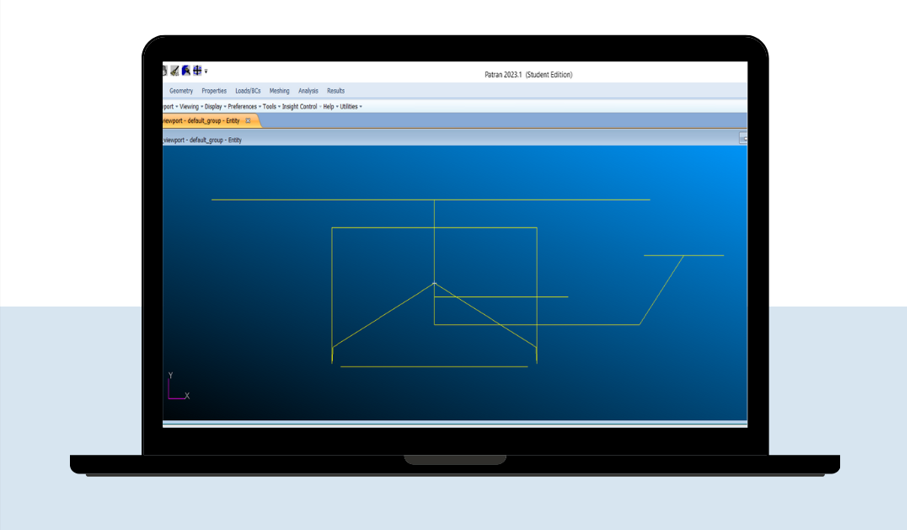 Patran 2023.1 (Student Edition)
Geometry Properties Loads/BCs Meshing Analysis Results
port Viewing Display Preferences Tools Insight Control Help Utilities
viewport - default_group - Entity
viewport - default_group - Entity
Y
X